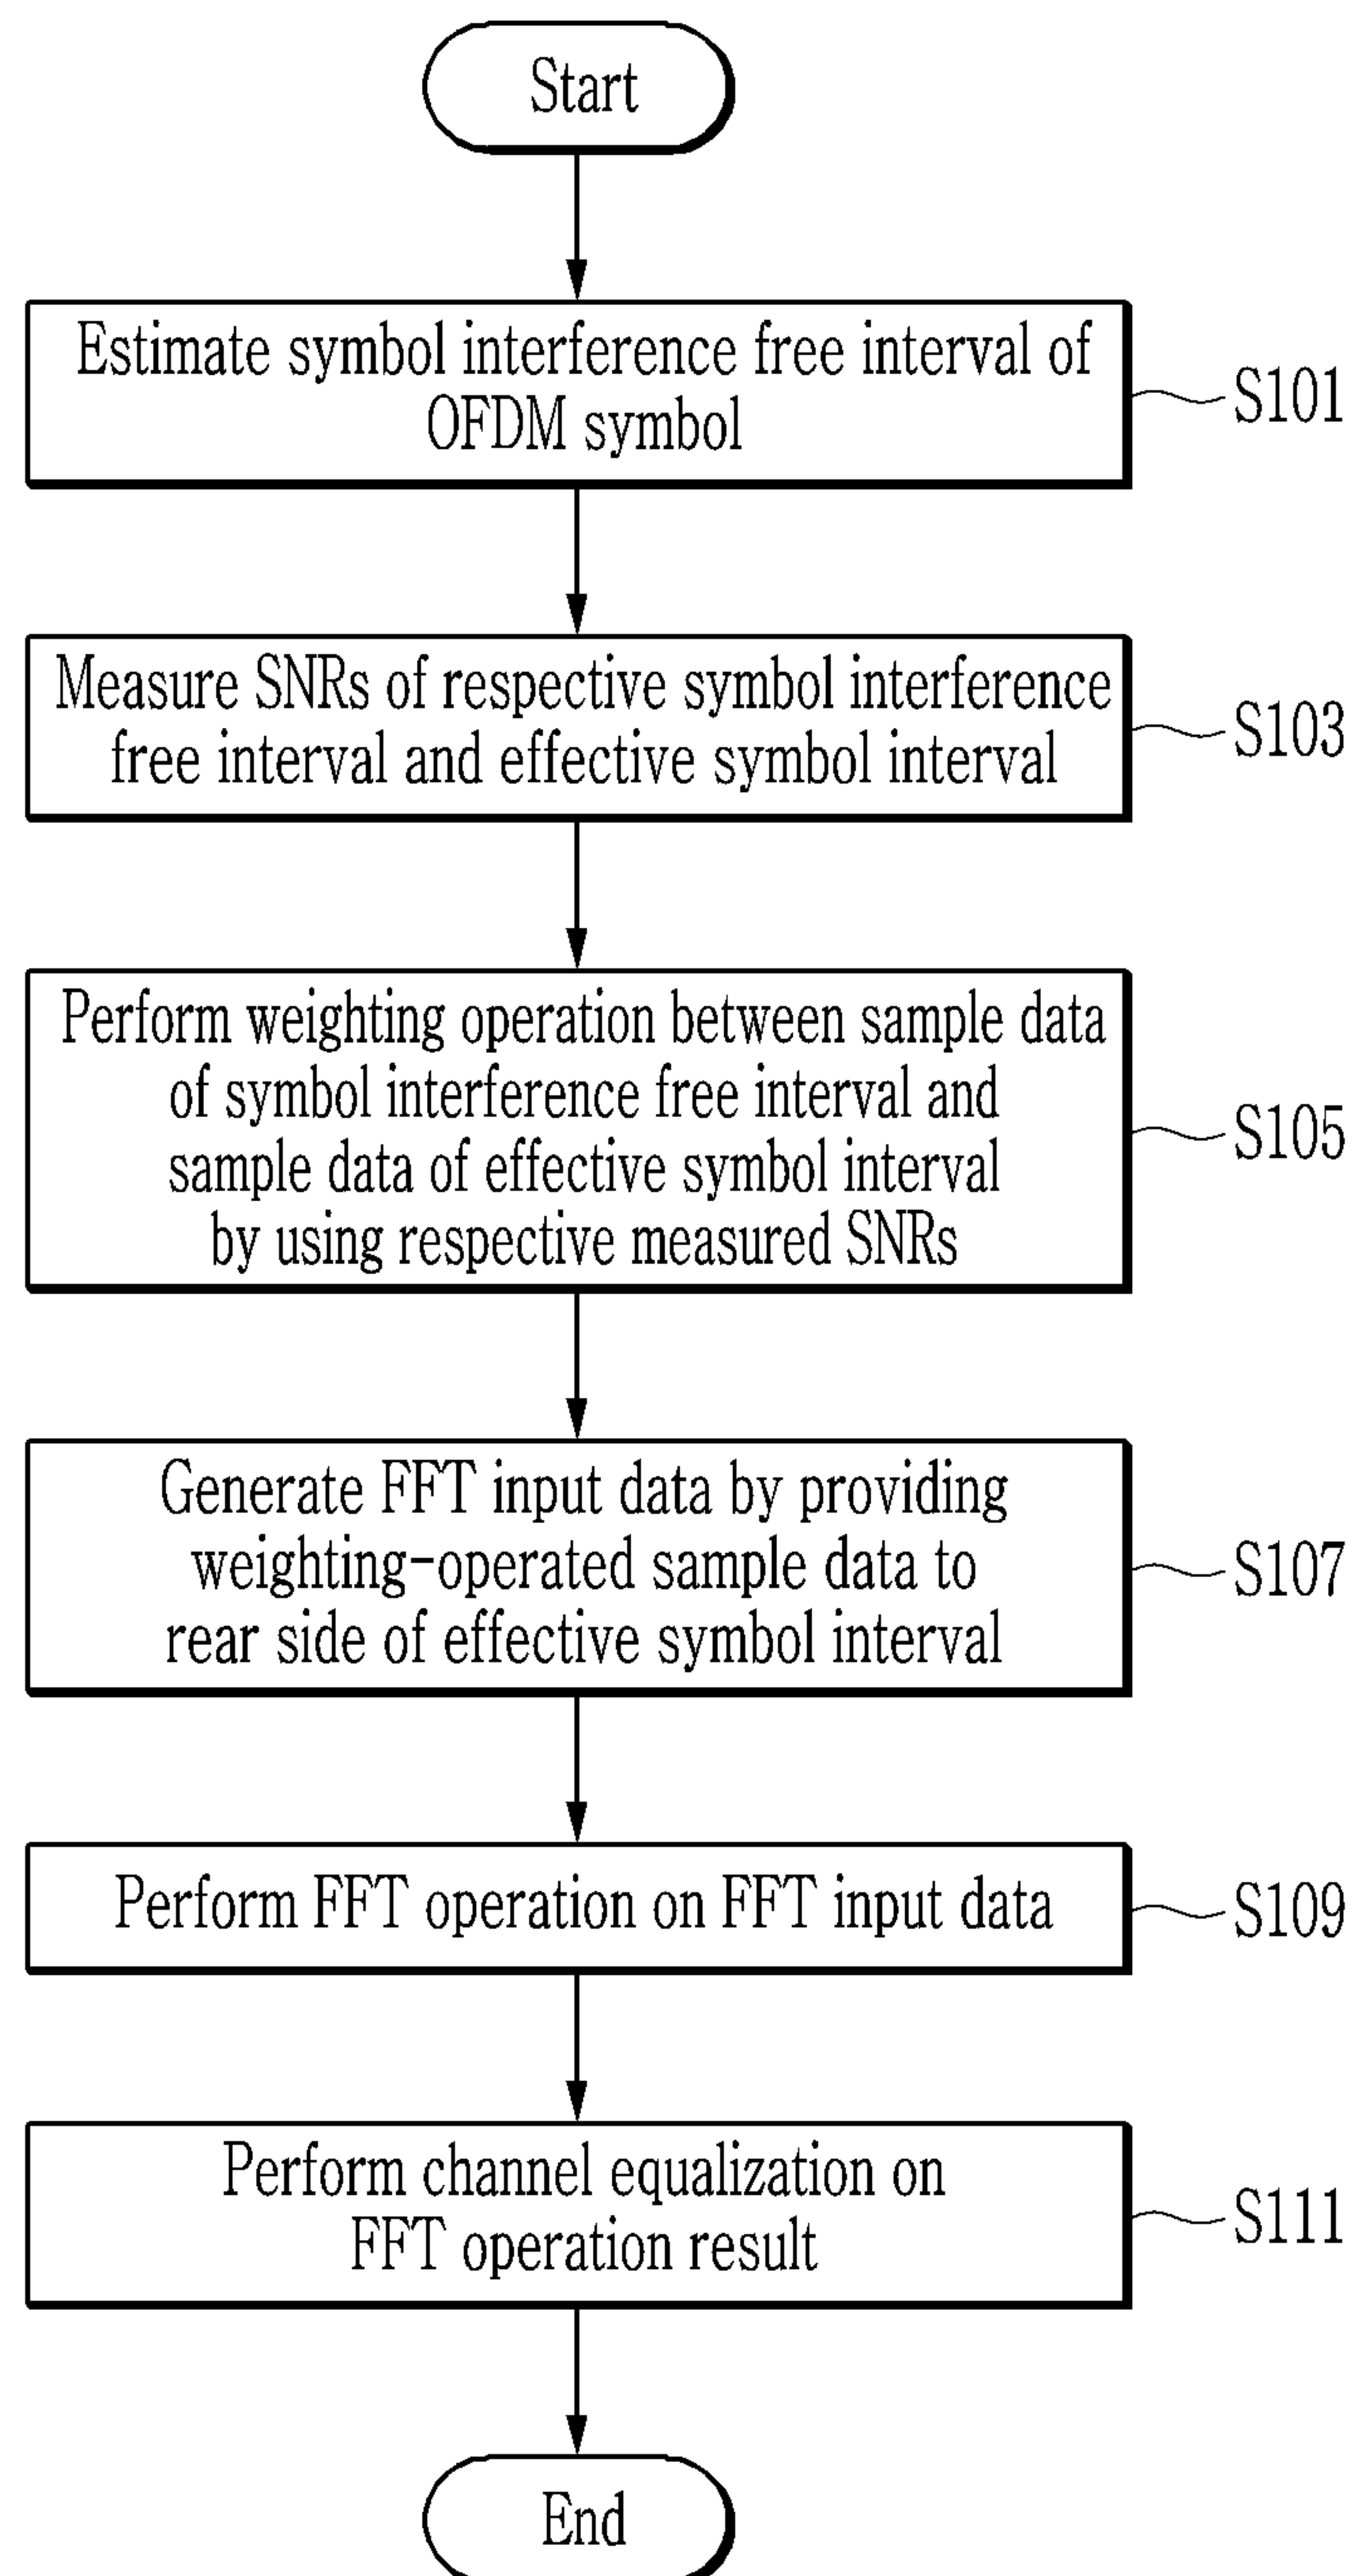 Start
Estimate symbol interference free interval of
OFDM symbol
S101
Measure SNRs of respective symbol interference
free interval and effective symbol interval
S103
Perform weighting operation between sample data
of symbol interference free interval and
sample data of effective symbol interval
by using respective measured SNRs
S105
Generate FFT input data by providing
weighting-operated sample data to
rear side of effective symbol interval
S107
Perform FFT operation on FFT input data
S109
Perform channel equalization on
FFT operation result
S111
End